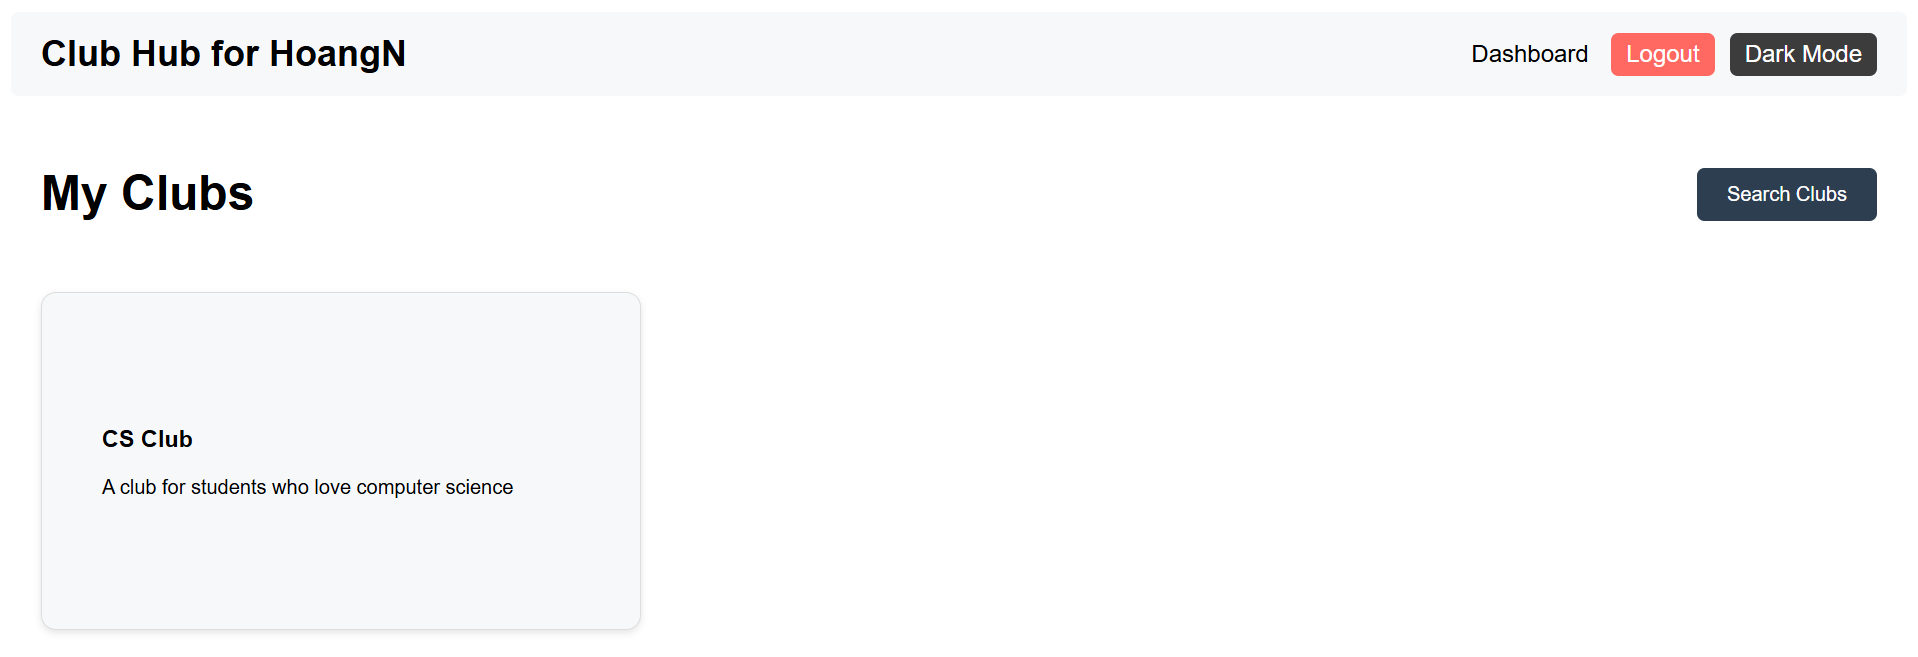 Club Hub for HoangN
Dashboard
Logout
Dark Mode
My Clubs
Search Clubs
CS Club
A club for students who love computer science